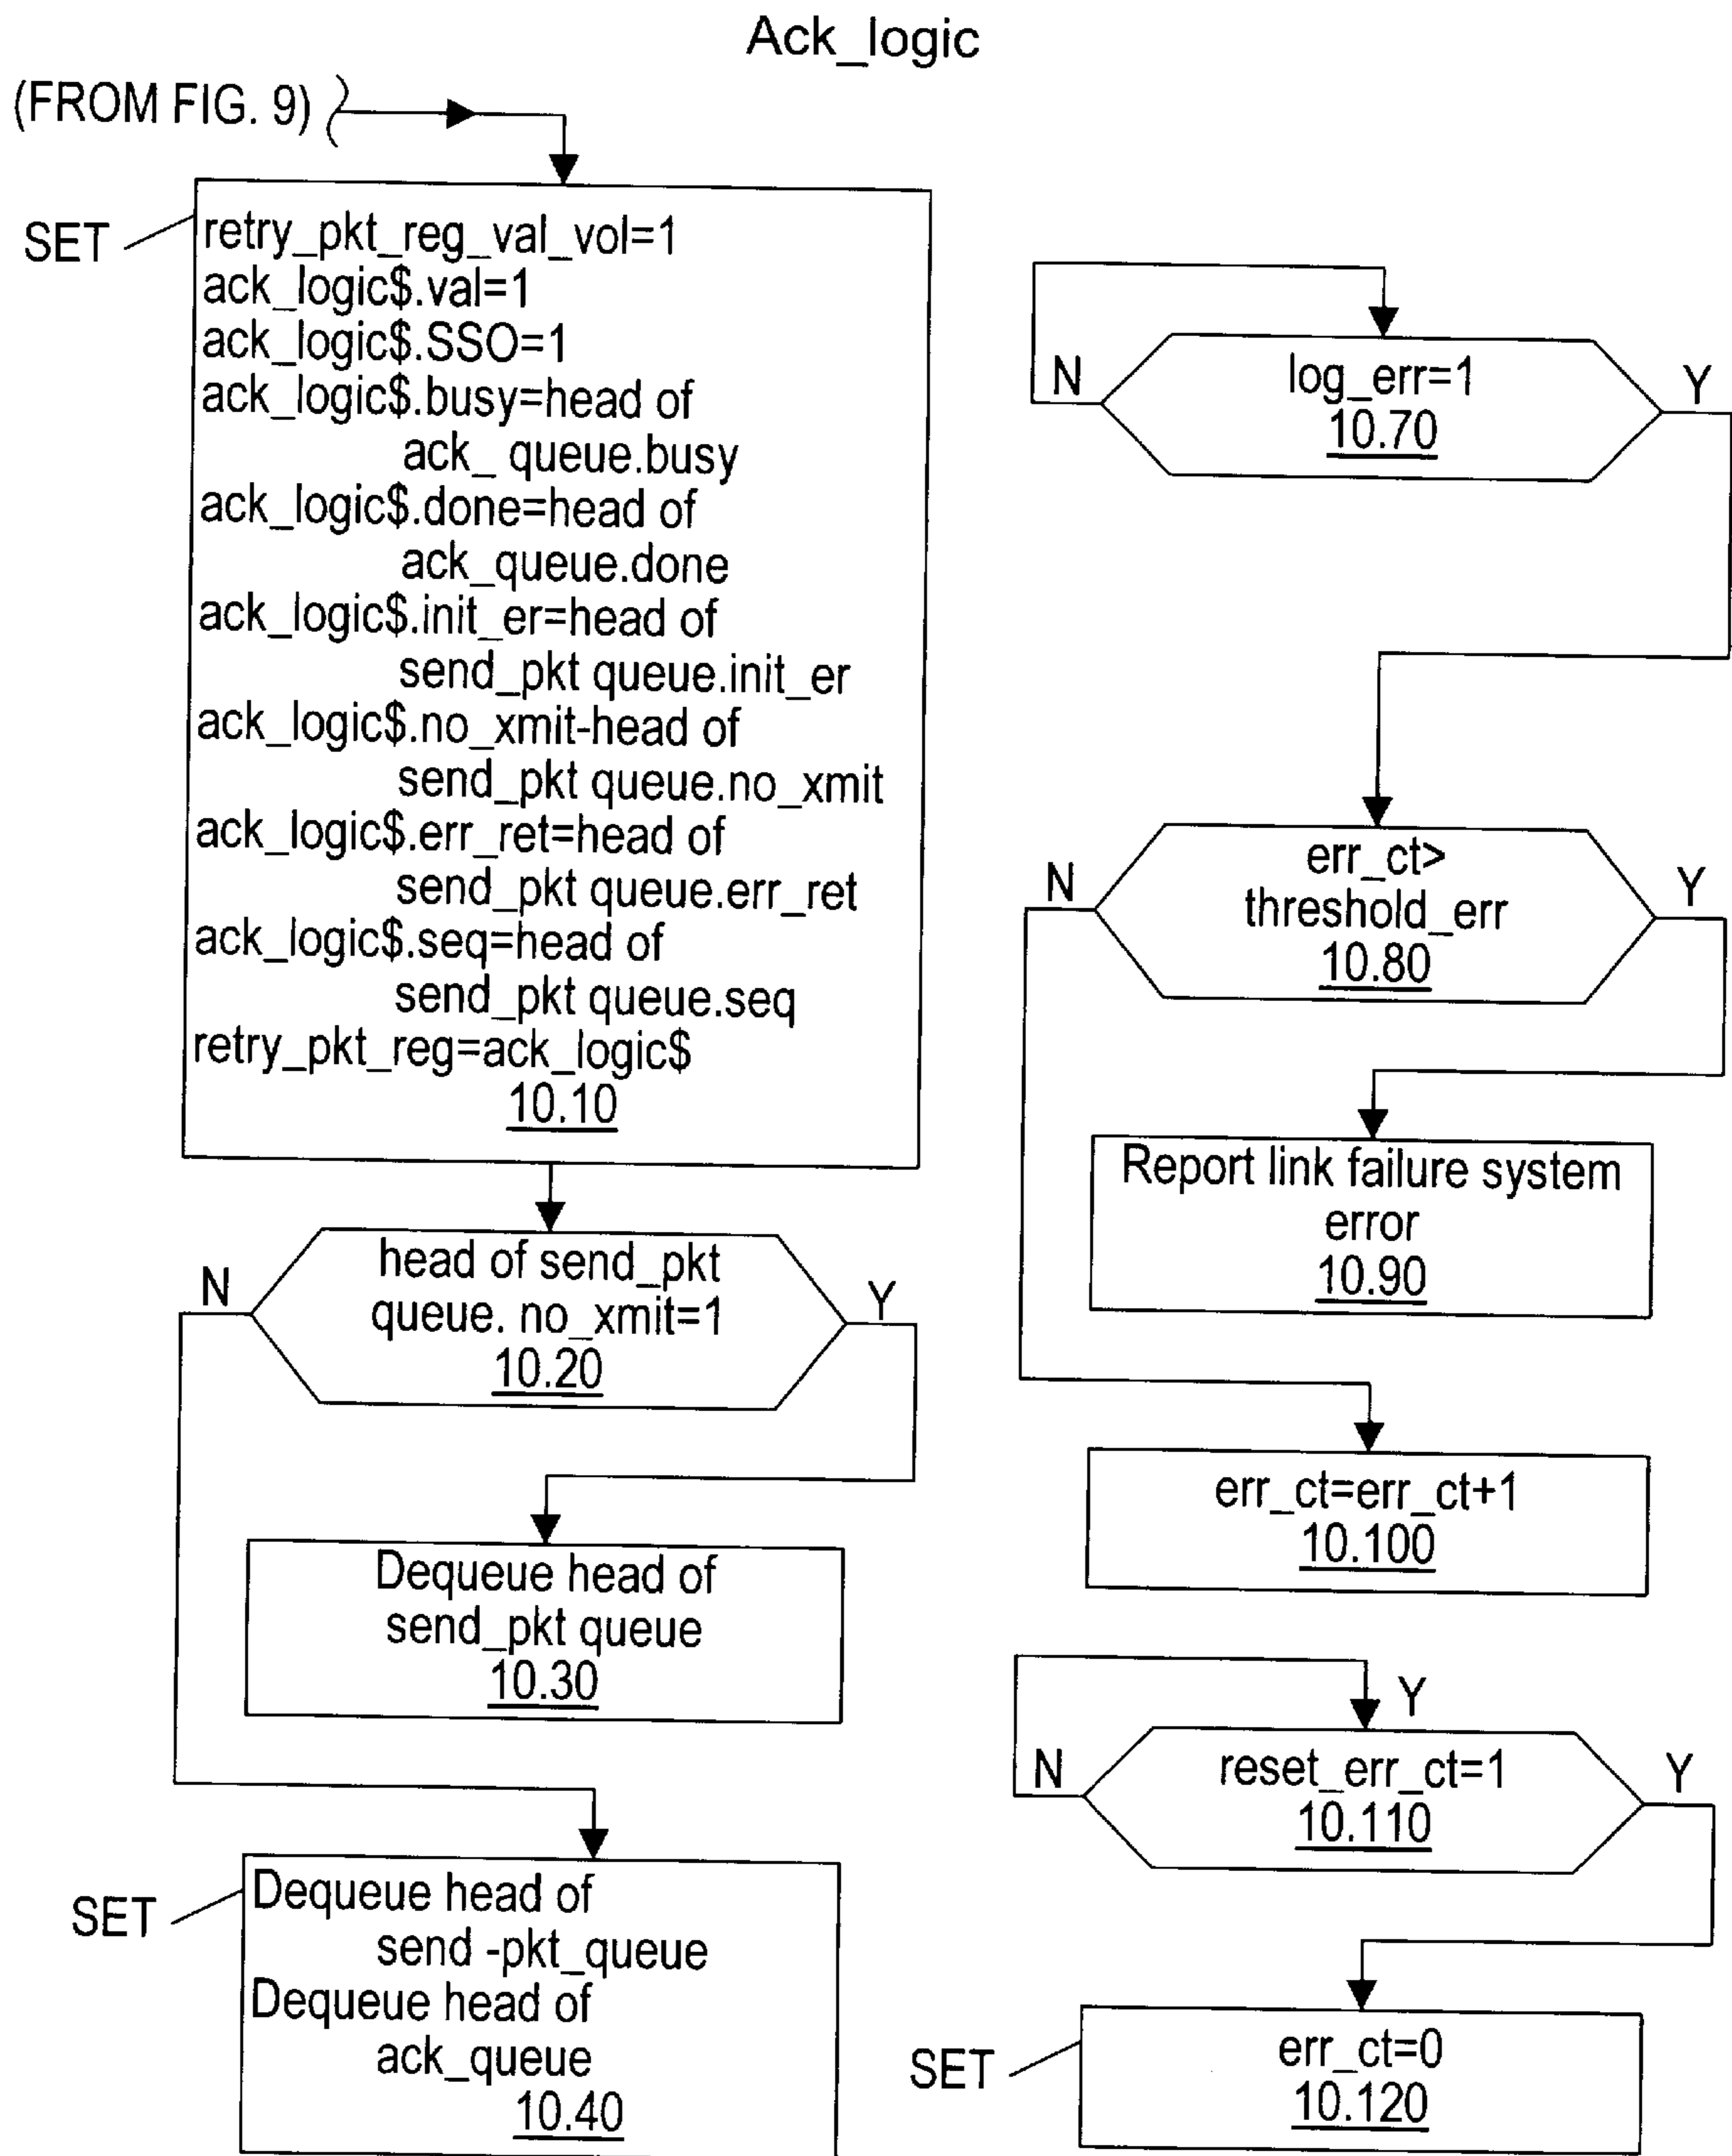 Ack_logic
(FROM FIG. 9)
SET
retry_pkt_reg_val_vol=1
ack_logic$.val=1
ack_logic$.SSO=1
ack_logic$.busy=head of
ack_ queue.busy
ack_logic$.done=head of
ack_queue.done
ack_logic$.init_er=head of
send_pkt queue.init_er
ack_logic$.no_xmit-head of
send_pkt queue.no_xmit
ack_logic$.err_ret=head of
send_pkt queue.err_ret
ack_logic$.seq=head of
send_pkt queue.seq
retry_pkt_reg=ack_logic$
10.10
N
head of send_pkt
queue. no_xmit=1
10.20
Y
Dequeue head of
send_pkt queue
10.30
SET
Dequeue head of
send -pkt_queue
Dequeue head of
ack_queue
10.40
N
log_err=1
10.70
Y
N
err_ct>
threshold_err
10.80
Y
Report link failure system
error
10.90
err_ct=err_ct+1
10.100
Y
N
reset_err_ct=1
10.110
Y
SET
err_ct=0
10.120